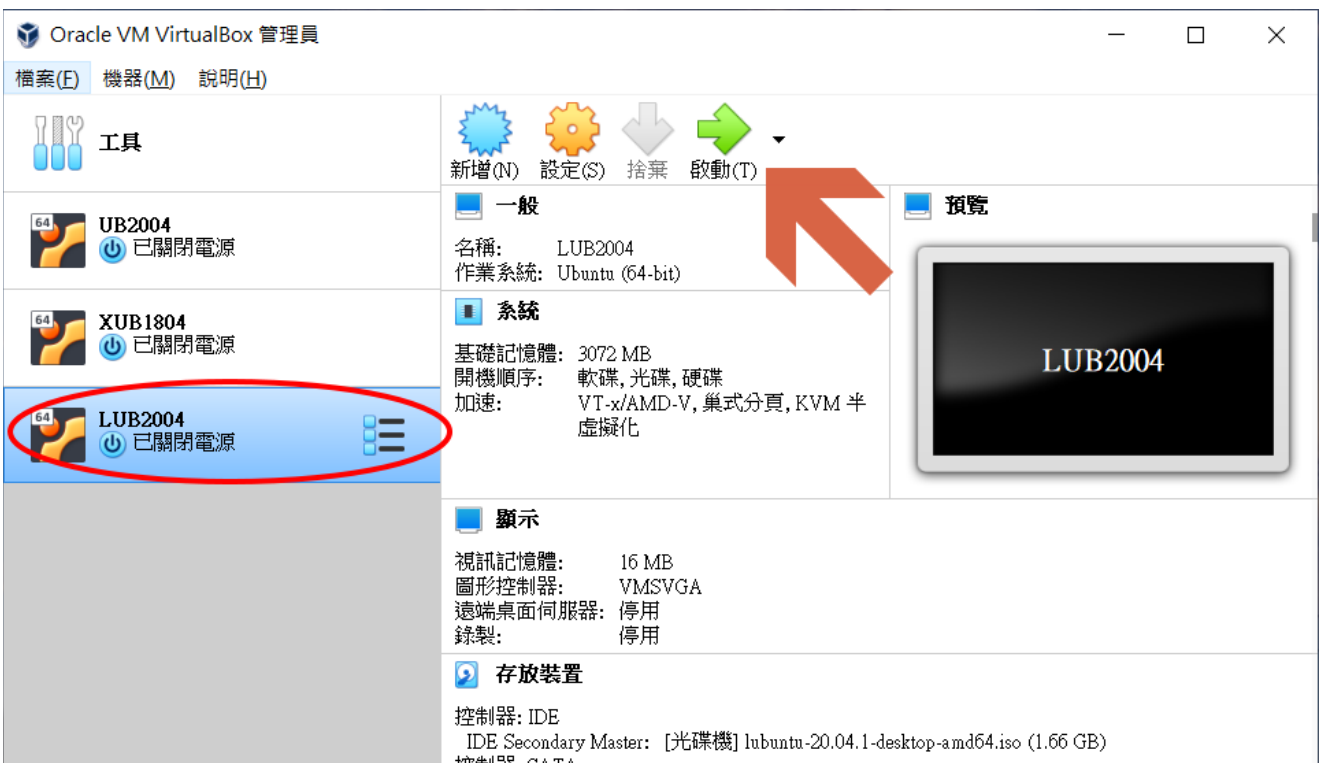 Oracle VM VirtualBox 管理員
檔案(F) 機器(M) 說明(H)
工具
新增(N) 設定(S) 捨棄 啟動(T)
64
UB2004
已關閉電源
64
XUB1804
已關閉電源
64
LUB2004
已關閉電源
一般
名稱: LUB2004
作業系統: Ubuntu (64-bit)
預覽
LUB2004
系統
基礎記憶體: 3072 MB
開機順序: 軟碟, 光碟, 硬碟
加速: VT-x/AMD-V, 巢式分頁, KVM 半
虛擬化
顯示
視訊記憶體: 16 MB
圖形控制器: VMSVGA
遠端桌面伺服器: 停用
錄製: 停用
存放裝置
控制器: IDE
IDE Secondary Master: [光碟機] lubuntu-20.04.1-desktop-amd64.iso (1.66 GB)